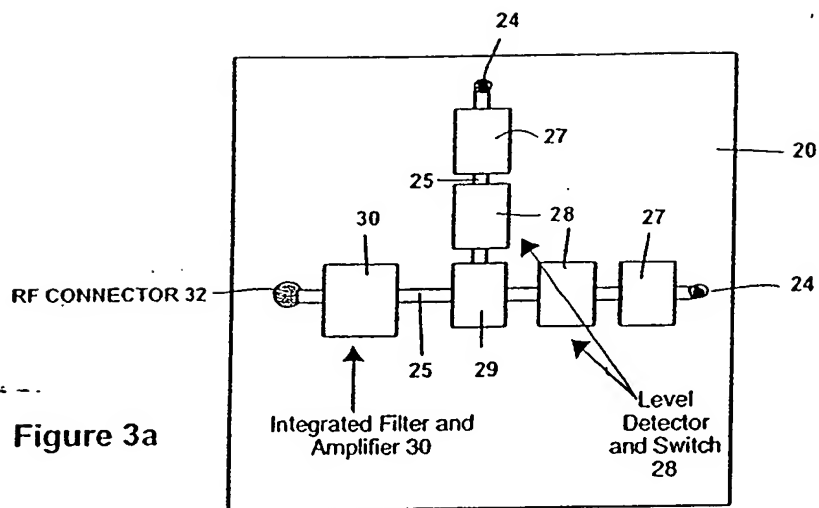 24
27
20
25
30
28
28
27
RF CONNECTOR 32
24
25
29
Integrated Filter and
Amplifier 30
Level
Detector
and Switch
28
Figure 3a